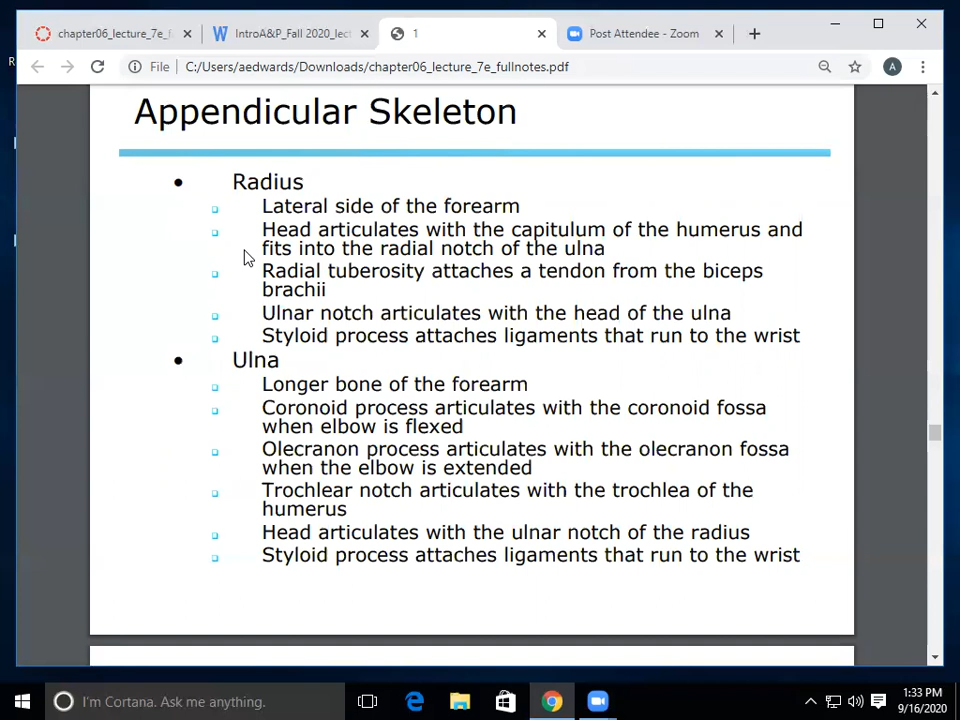 chapter06_lecture_7e_f
IntroA&P_Fall 2020_lect
1
Post Attendee - Zoom
File
C:/Users/aedwards/Downloads/chapter06_lecture_7e_fullnotes.pdf
A
R
Appendicular Skeleton
• Radius
Lateral side of the forearm
Head articulates with the capitulum of the humerus and
fits into the radial notch of the ulna
Radial tuberosity attaches a tendon from the biceps
brachii
Ulnar notch articulates with the head of the ulna
Styloid process attaches ligaments that run to the wrist
• Ulna
Longer bone of the forearm
Coronoid process articulates with the coronoid fossa
when elbow is flexed
Olecranon process articulates with the olecranon fossa
when the elbow is extended
Trochlear notch articulates with the trochlea of the
humerus
Head articulates with the ulnar notch of the radius
Styloid process attaches ligaments that run to the wrist
I'm Cortana. Ask me anything.
1:33 PM
9/16/2020